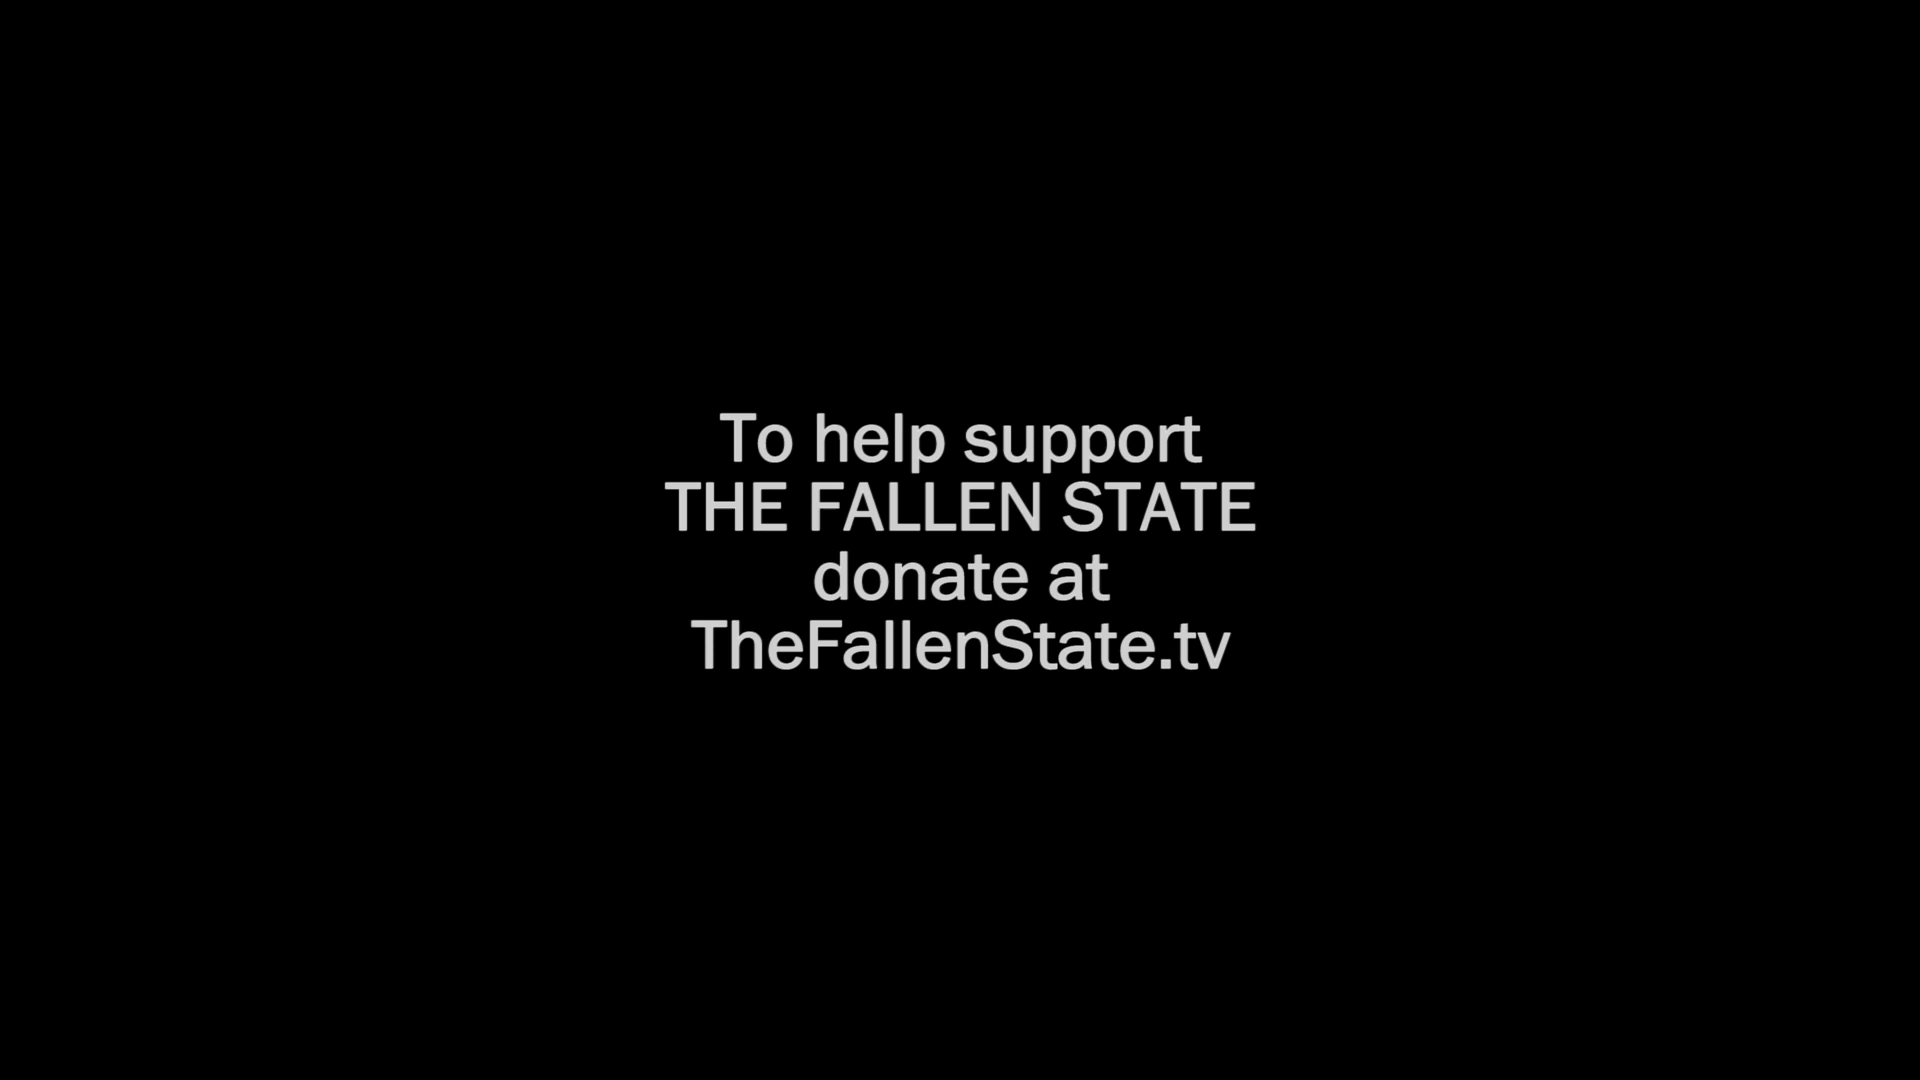 To help support
THE FALLEN STATE
donate at
TheFallenState.tv